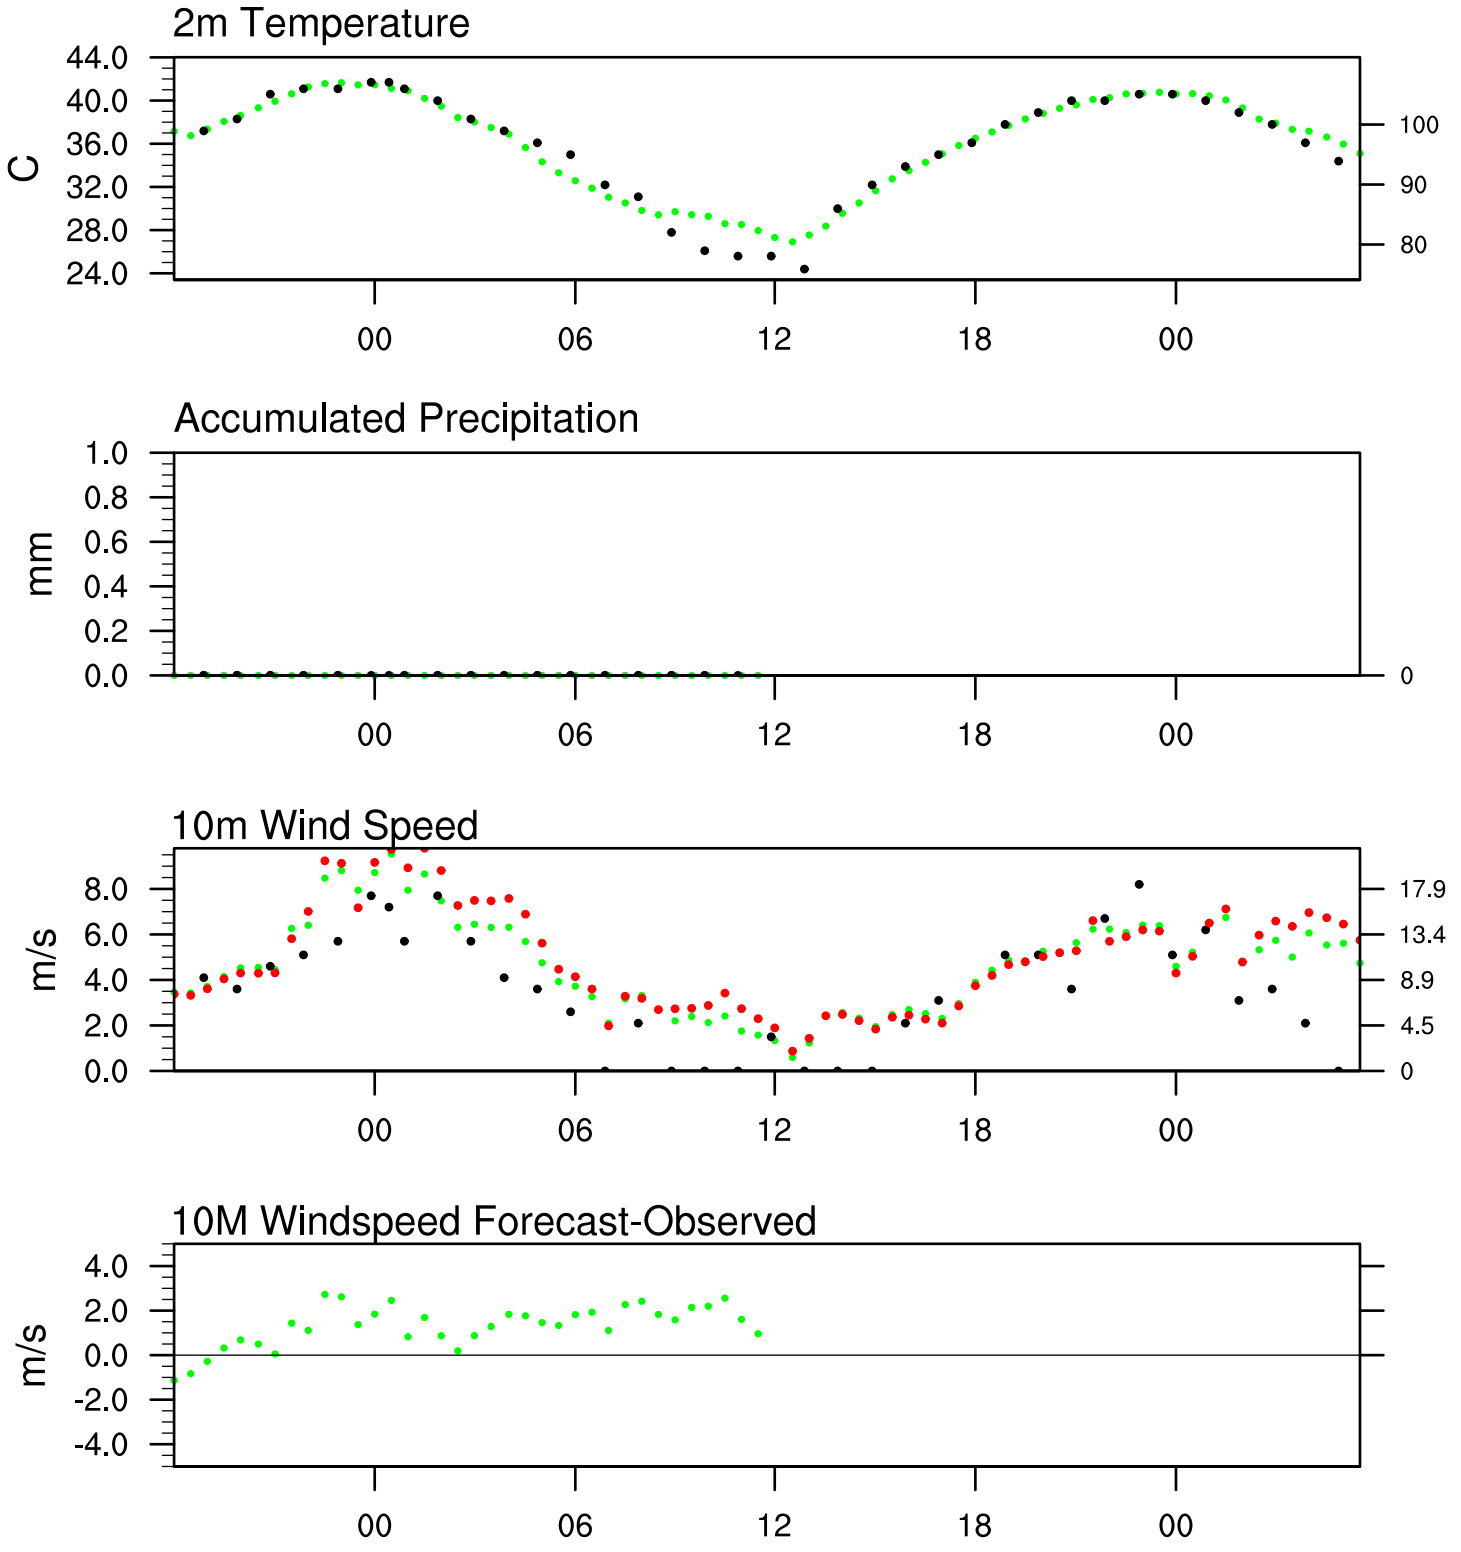 2m Temperature
44.0
40.0
36.0
32.0
28.0
24.0
C
100
90
80
00 06 12 18 00
Accumulated Precipitation
1.0
0.8
0.6
0.4
0.2
0.0
mm
0
00 06 12 18 00
10m Wind Speed
8.0
6.0
4.0
2.0
0.0
m/s
17.9
13.4
8.9
4.5
0
00 06 12 18 00
10M Windspeed Forecast-Observed
4.0
2.0
0.0
-2.0
-4.0
m/s
00 06 12 18 00